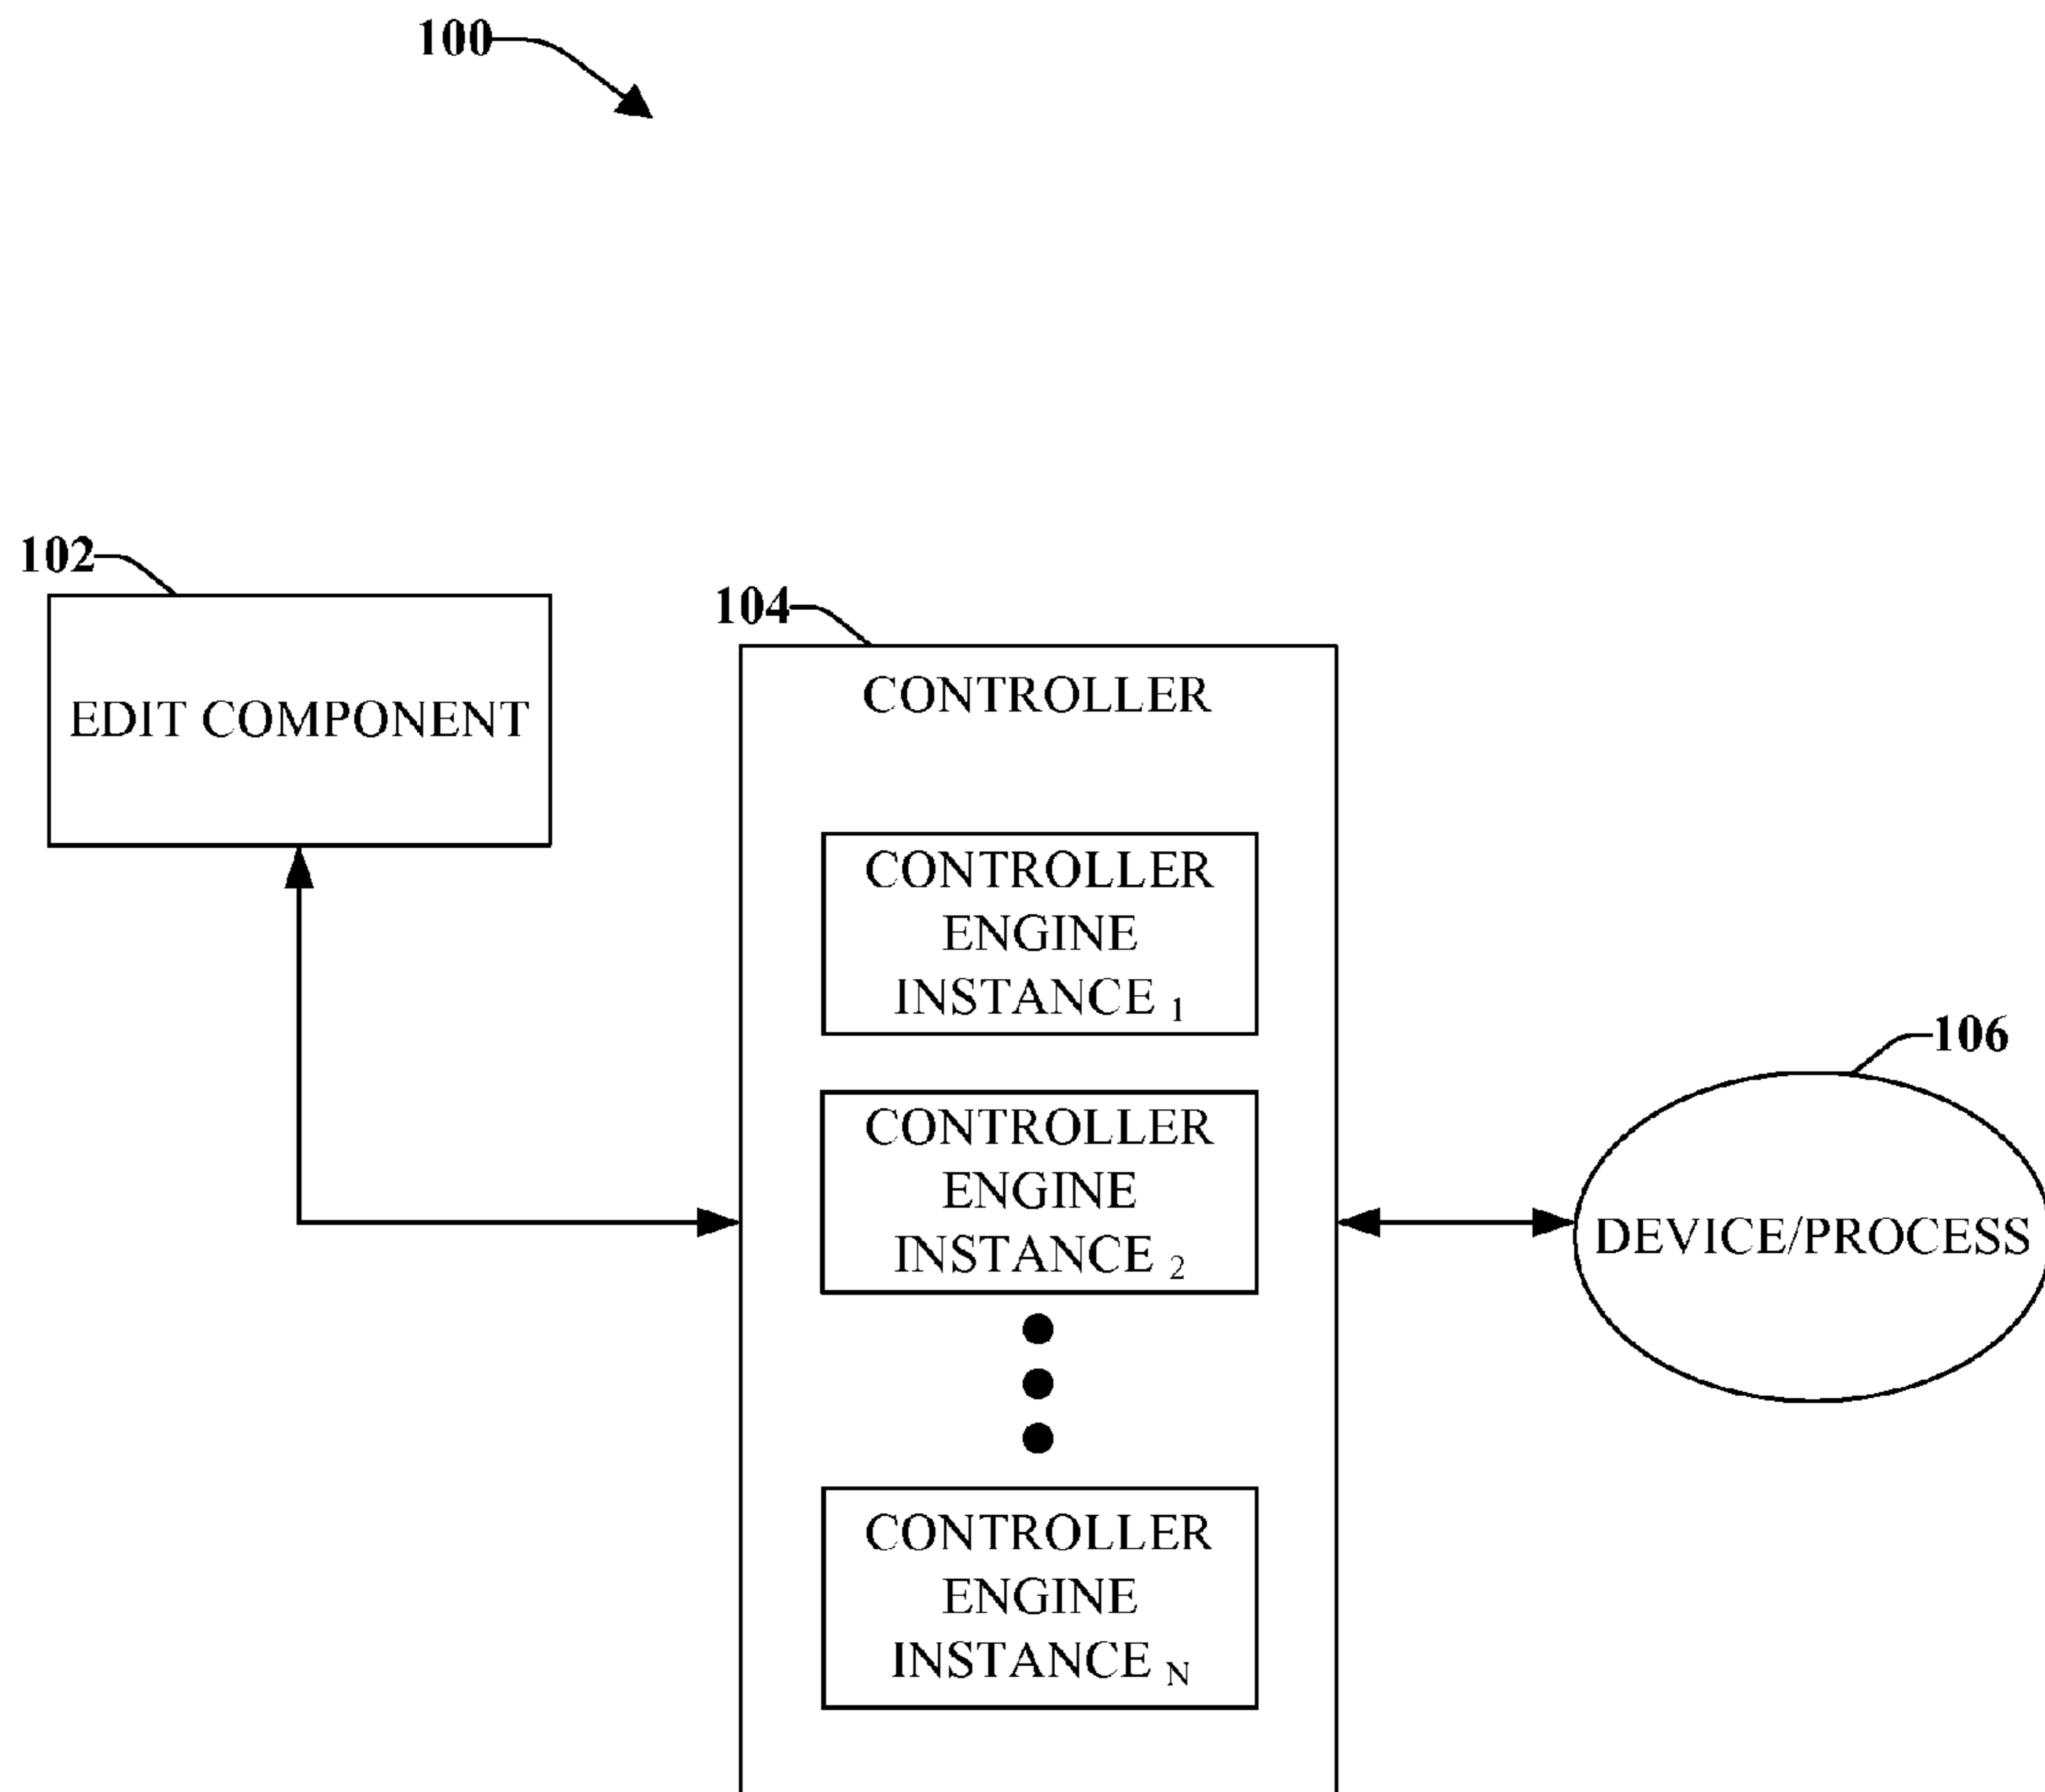 100
102
EDIT COMPONENT
104
CONTROLLER
CONTROLLER
ENGINE
INSTANCE 1
CONTROLLER
ENGINE
INSTANCE 2
CONTROLLER
ENGINE
INSTANCE N
106
DEVICE/PROCESS